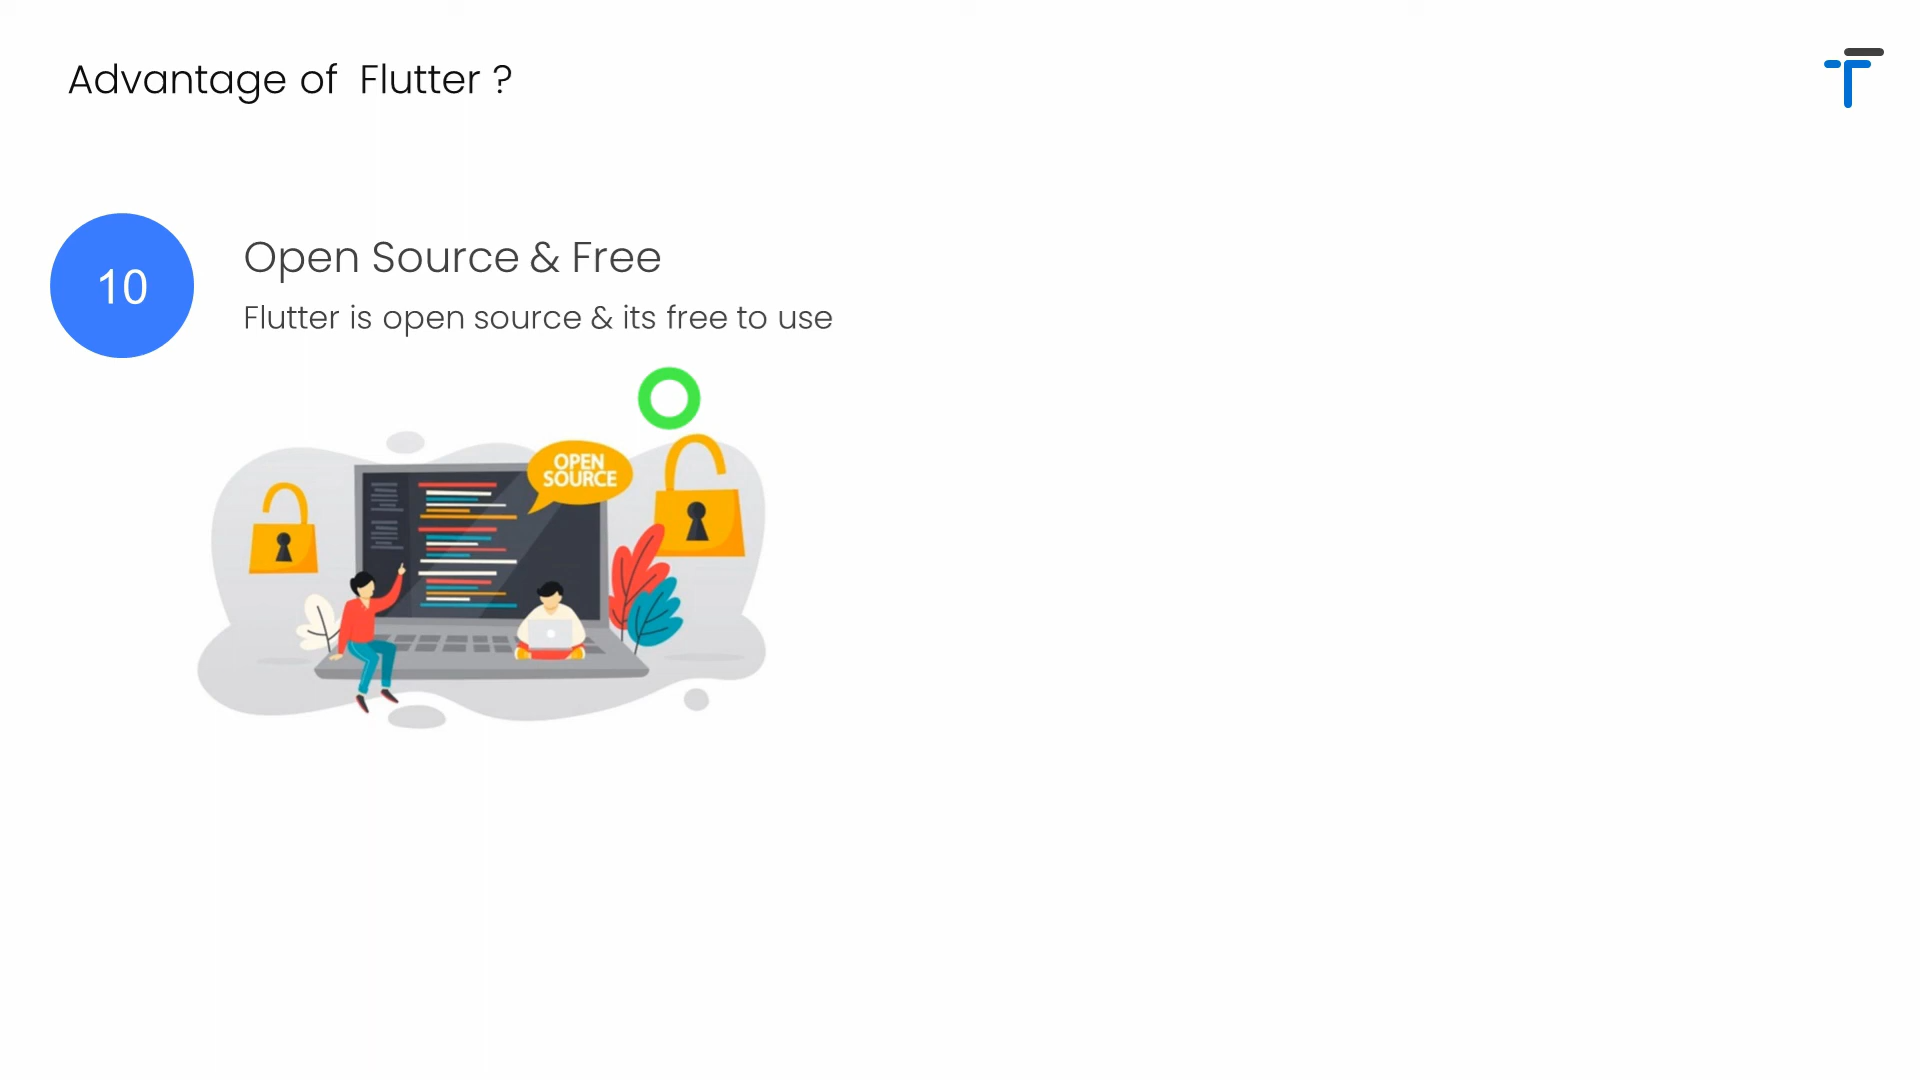 Advantage of Flutter ?
10
Open Source & Free
Flutter is open source & its free to use
OPEN
SOURCE